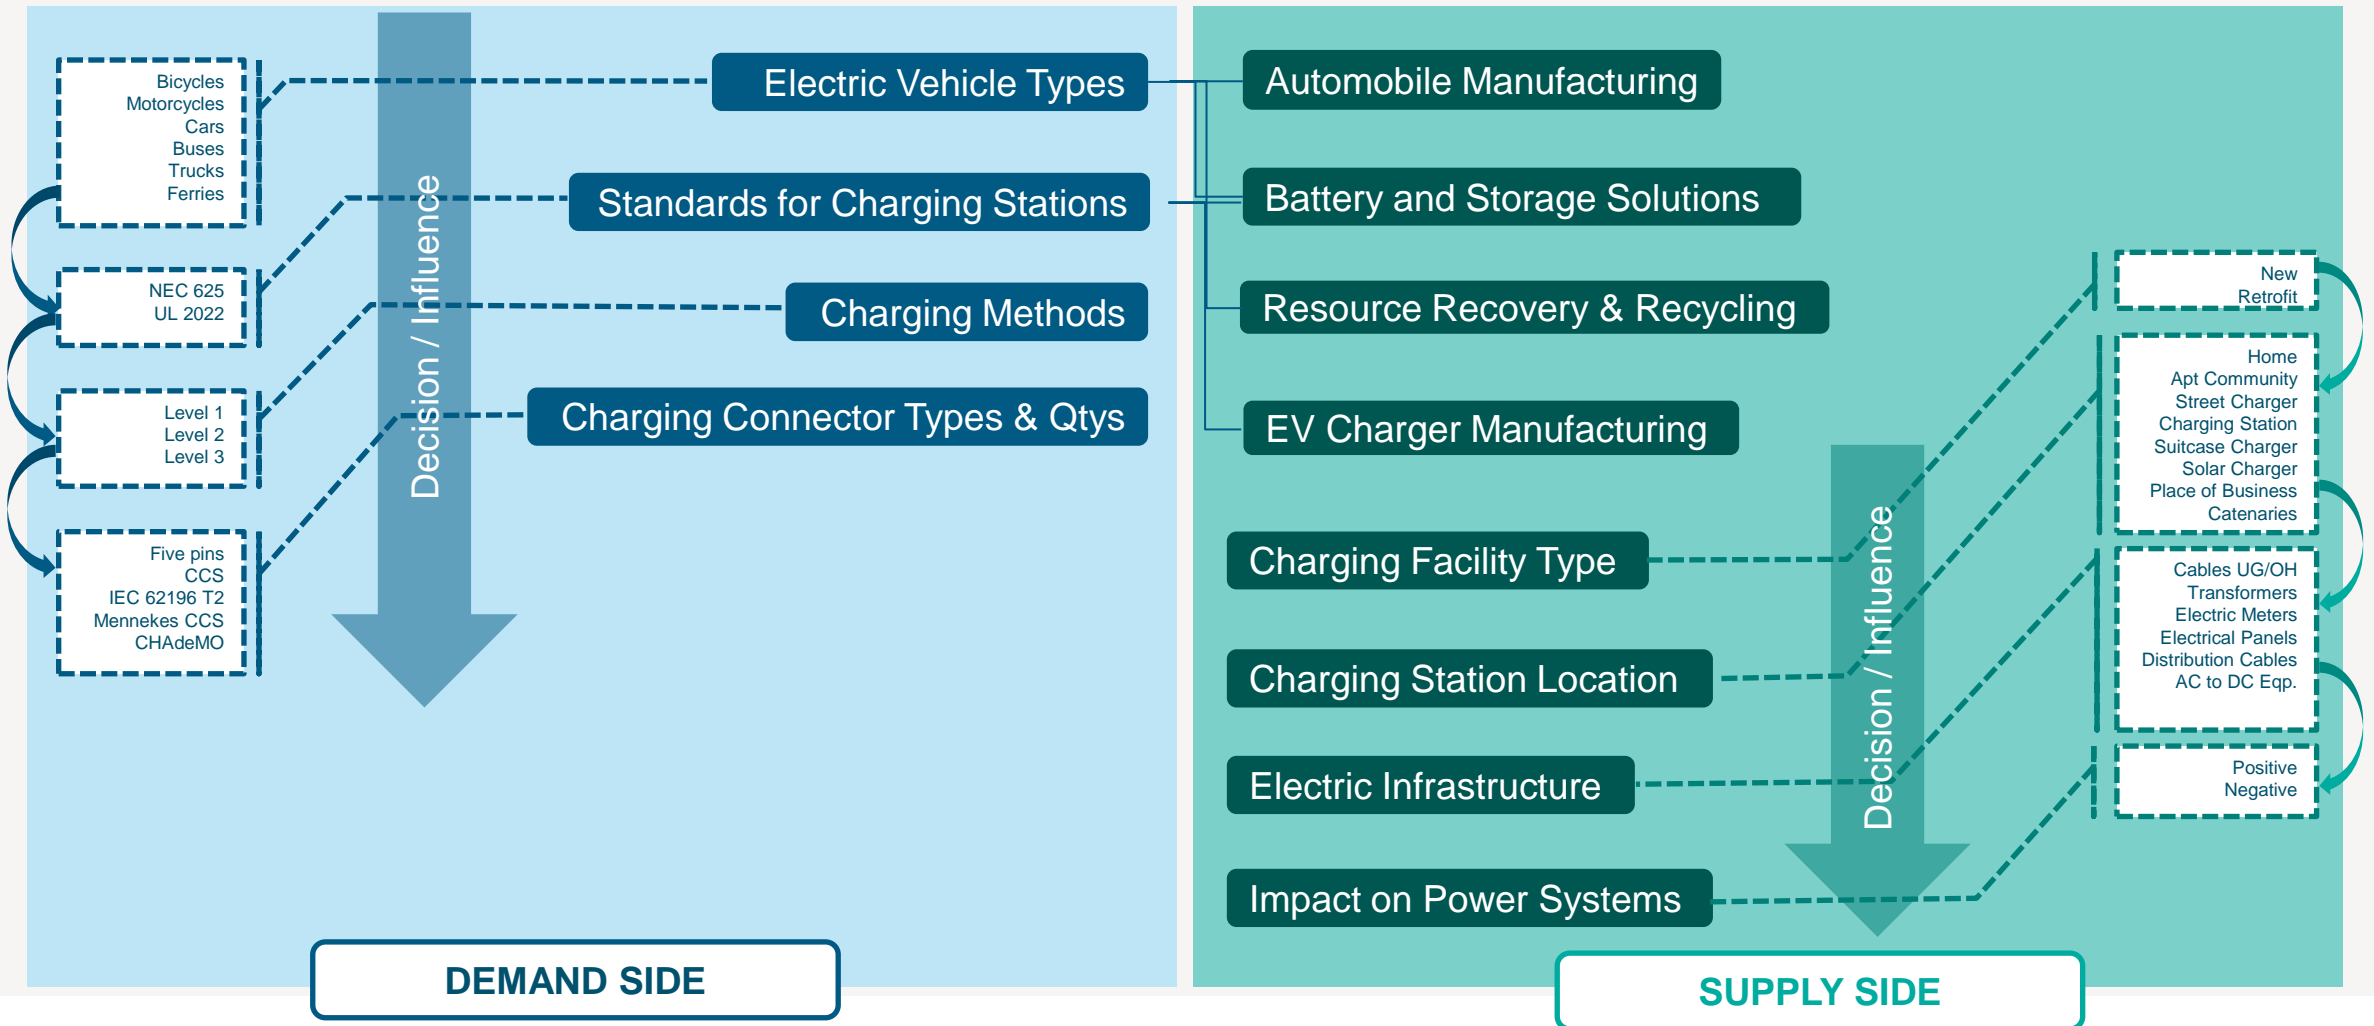 Bicycles
Motorcycles
Cars
Buses
Trucks
Ferries
NEC 625
UL 2022
Level 1
Level 2
Level 3
Five pins
CCS
IEC 62196 T2
Mennekes CCS
CHAdeMO
Decision / Influence
Electric Vehicle Types
Standards for Charging Stations
Charging Methods
Charging Connector Types & Qtys
DEMAND SIDE
Automobile Manufacturing
Battery and Storage Solutions
Resource Recovery & Recycling
EV Charger Manufacturing
Charging Facility Type
Charging Station Location
Electric Infrastructure
Impact on Power Systems
Decision / Influence
New
Retrofit
Home
Apt Community
Street Charger
Charging Station
Suitcase Charger
Solar Charger
Place of Business
Catenaries
Cables UG/OH
Transformers
Electric Meters
Electrical Panels
Distribution Cables
AC to DC Eqp.
Positive
Negative
SUPPLY SIDE